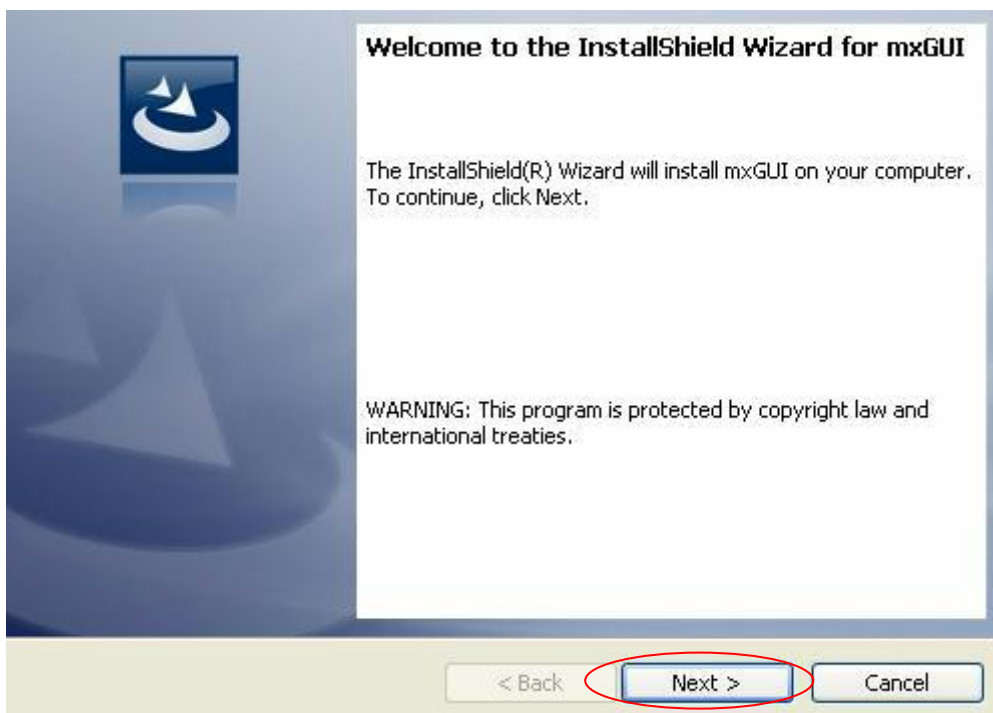 Welcome to the InstallShield Wizard for mxGUI
The InstallShield(R) Wizard will install mxGUI on your computer.
To continue, click Next.
WARNING: This program is protected by copyright law and
international treaties.
< Back
Next >
Cancel